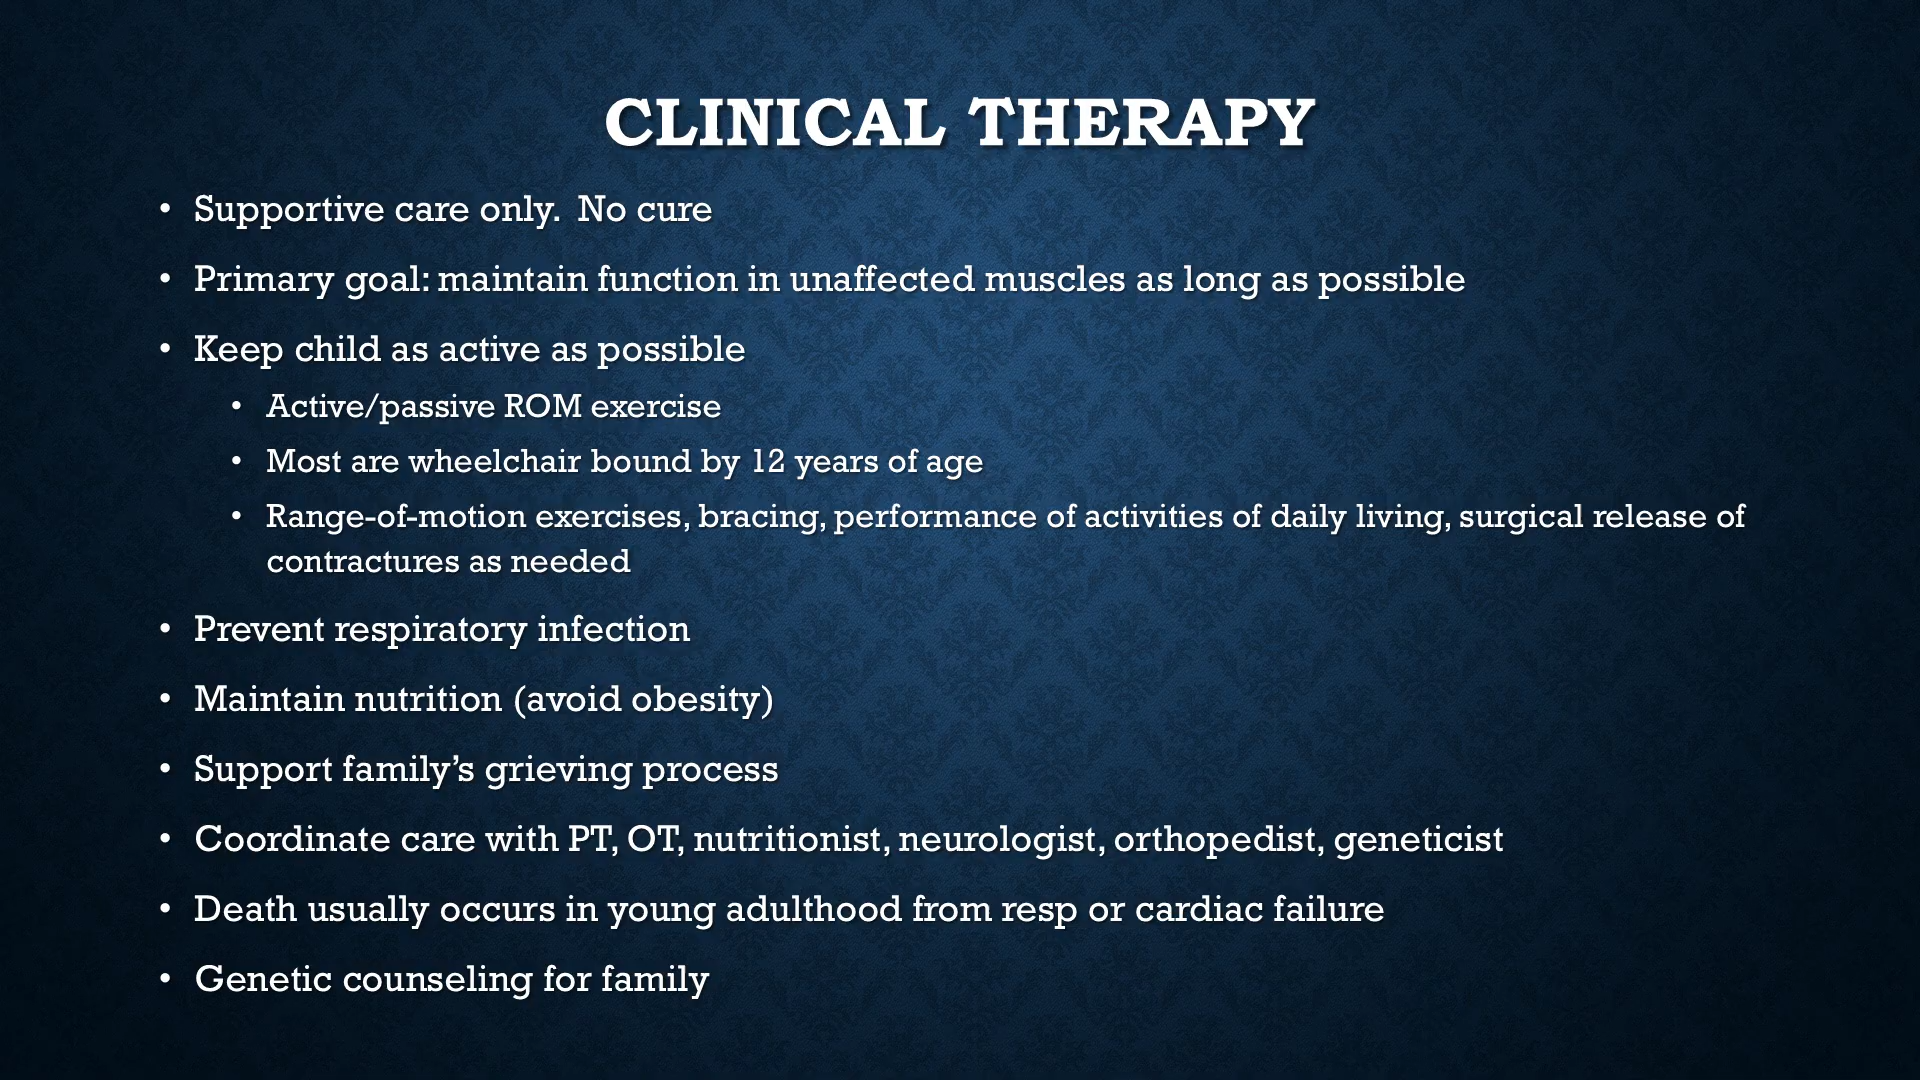 CLINICAL THERAPY
• Supportive care only.  No cure
• Primary goal: maintain function in unaffected muscles as long as possible
• Keep child as active as possible
• Active/passive ROM exercise
• Most are wheelchair bound by 12 years of age
• Range-of-motion exercises, bracing, performance of activities of daily living, surgical release of
contractures as needed
• Prevent respiratory infection
• Maintain nutrition (avoid obesity)
• Support family’s grieving process
• Coordinate care with PT, OT, nutritionist, neurologist, orthopedist, geneticist
• Death usually occurs in young adulthood from resp or cardiac failure
• Genetic counseling for family